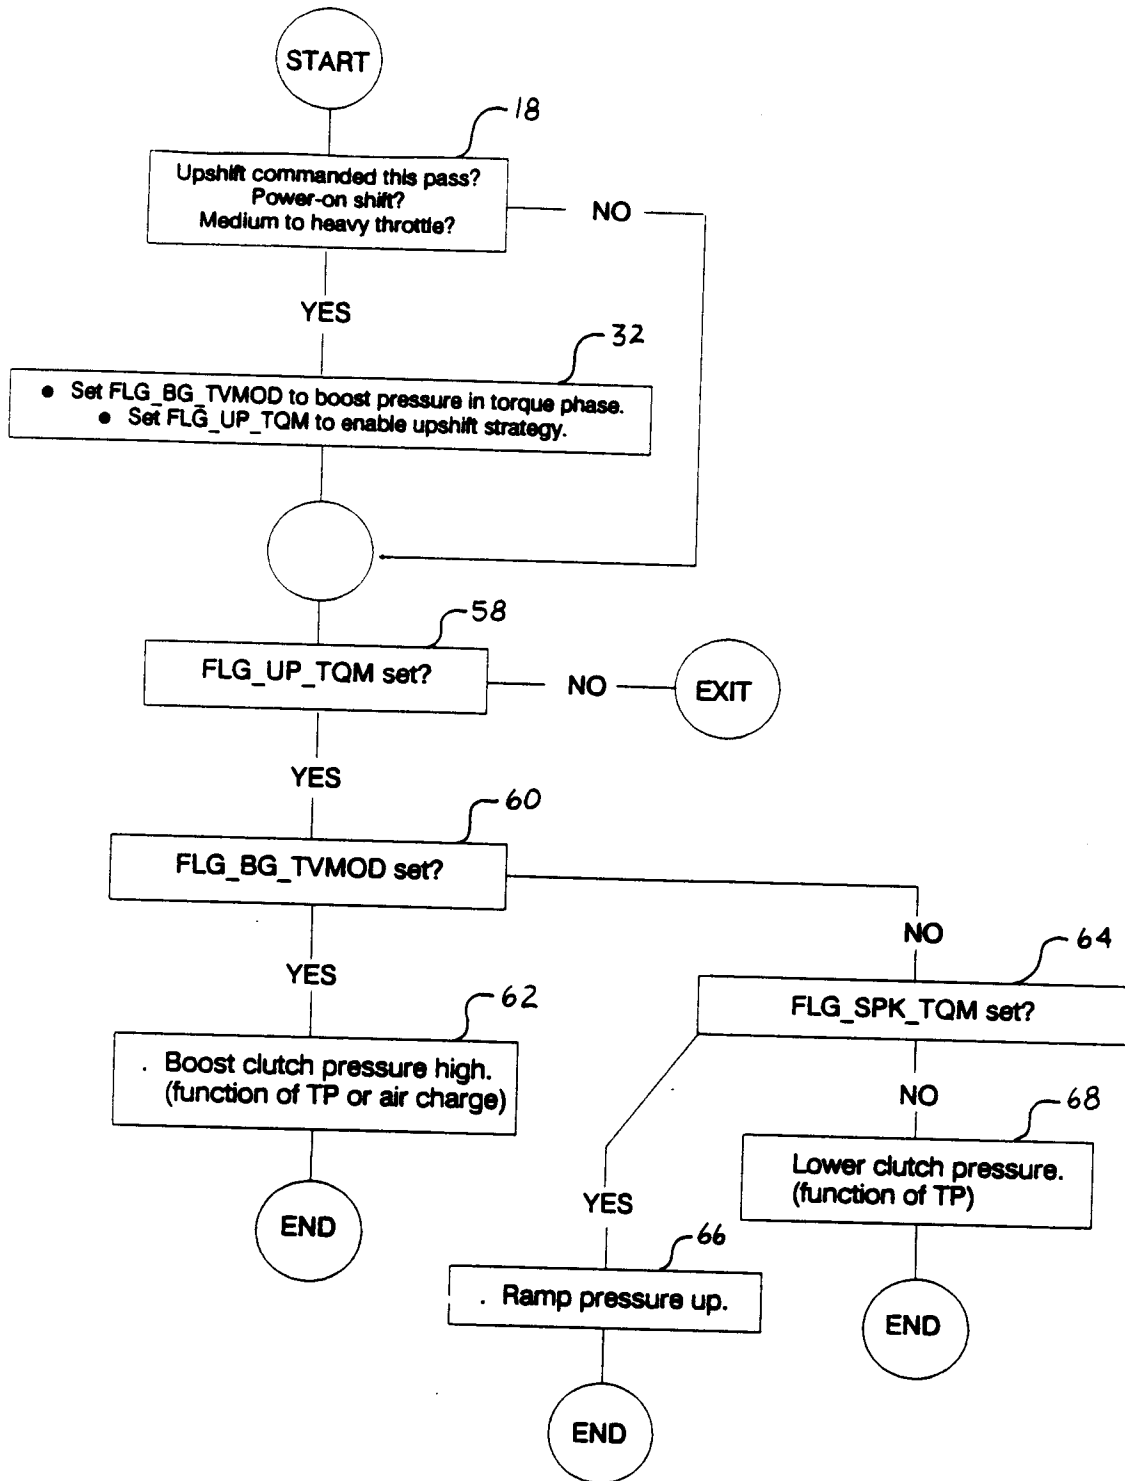 START
18
Upshift commanded this pass?
Power-on shift?
Medium to heavy throttle?
NO
YES
32
● Set FLG_BG_TVMOD to boost pressure in torque phase.
● Set FLG_UP_TQM to enable upshift strategy.
58
FLG_UP_TQM set?
NO
EXIT
YES
60
FLG_BG_TVMOD set?
NO
YES
64
FLG_SPK_TQM set?
62
. Boost clutch pressure high.
(function of TP or air charge)
NO
68
Lower clutch pressure.
(function of TP)
YES
END
66
. Ramp pressure up.
END
END